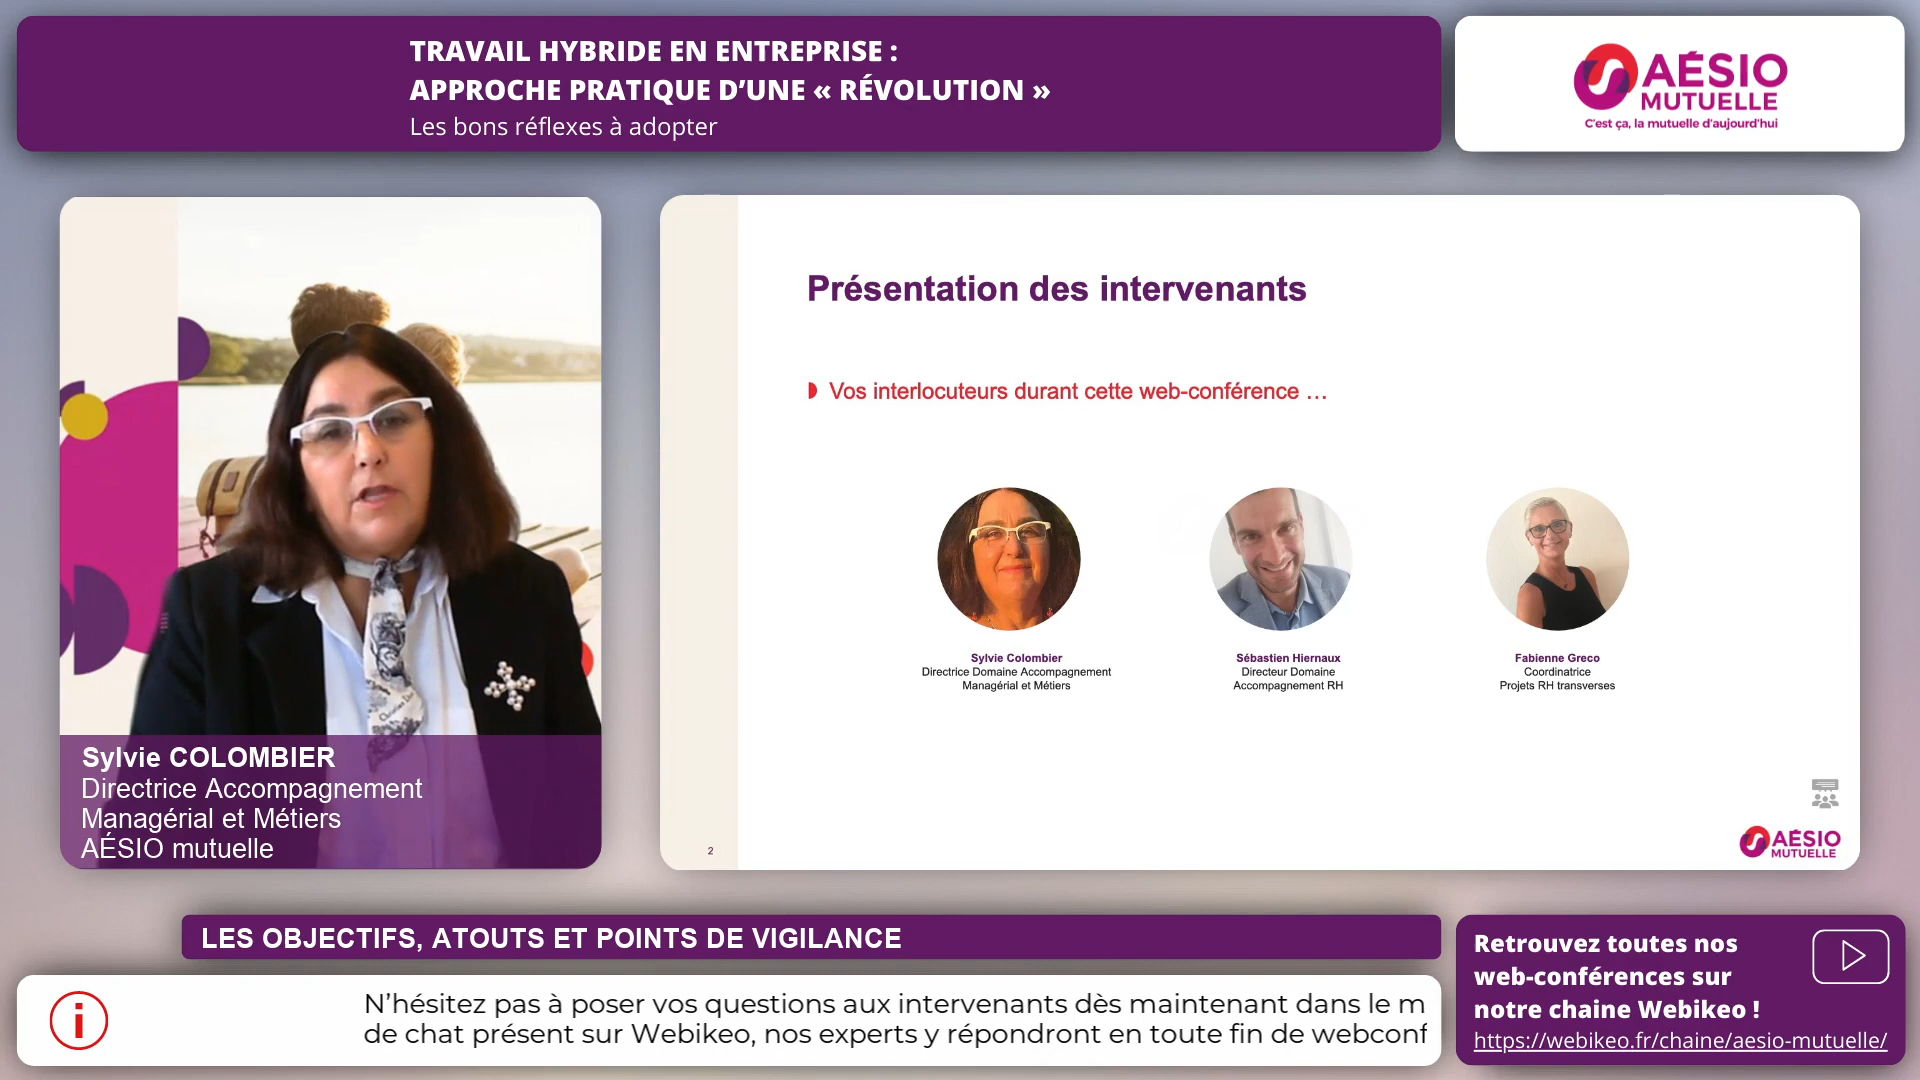 TRAVAIL HYBRIDE EN ENTREPRISE :
APPROCHE PRATIQUE D’UNE « RÉVOLUTION »
Les bons réflexes à adopter
AÉSIO
MUTUELLE
C'est ça, la mutuelle d'aujourd'hui
Sylvie COLOMBIER
Directrice Accompagnement
Managérial et Métiers
AÉSIO mutuelle
Présentation des intervenants
Vos interlocuteurs durant cette web-conférence …
Sylvie Colombier
Directrice Domaine Accompagnement
Managérial et Métiers
Sébastien Hiernaux
Directeur Domaine
Accompagnement RH
Fabienne Greco
Coordinatrice
Projets RH transverses
2
AÉSIO
MUTUELLE
LES OBJECTIFS, ATOUTS ET POINTS DE VIGILANCE
i
N’hésitez pas à poser vos questions aux intervenants dès maintenant dans le m
de chat présent sur Webikeo, nos experts y répondront en toute fin de webconf
Retrouvez toutes nos
web-conférences sur
notre chaine Webikeo !
https://webikeo.fr/chaine/aesio-mutuelle/